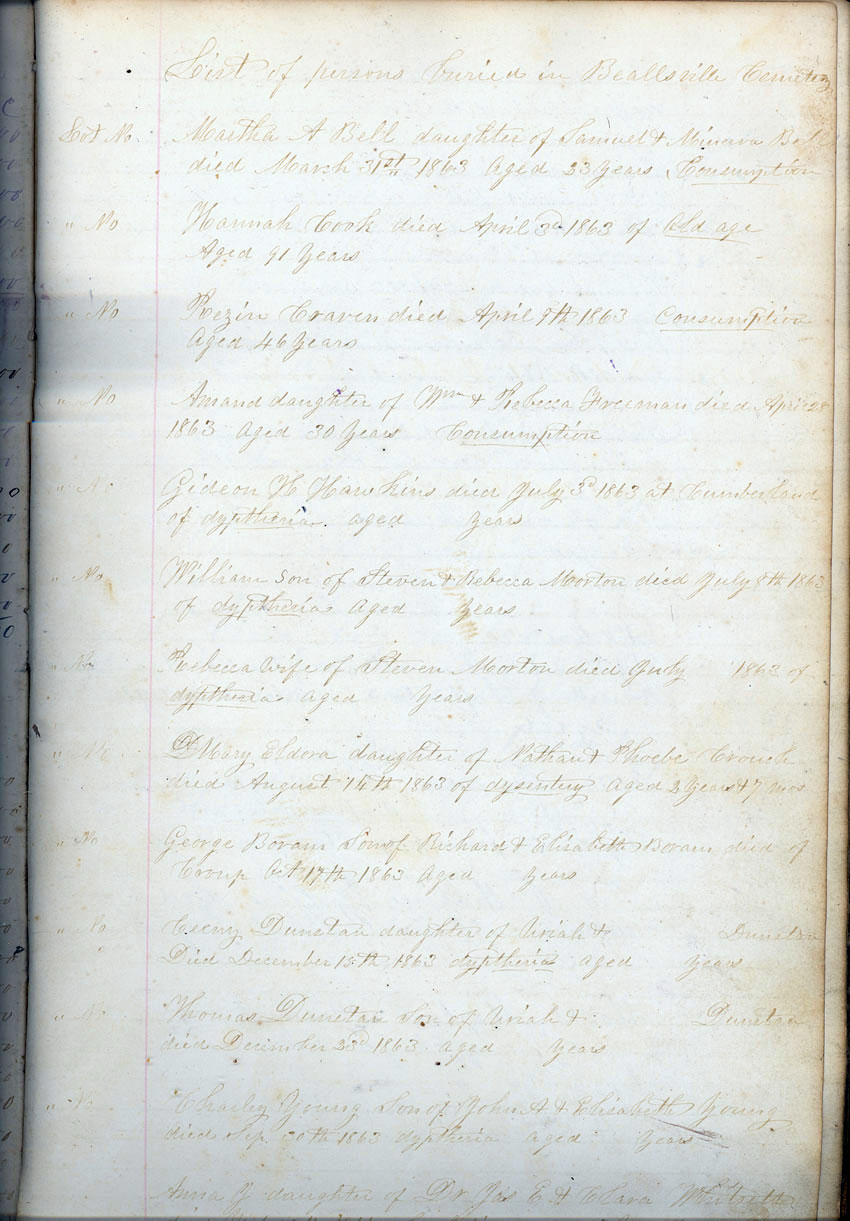 List of persons buried in Beallsville Cemetery
Lot No Martha A Bell daughter of Samuel & Minerva Bell
died March 31st 1863 Aged 33 Years Consumption
" No Hannah Cook died April 3d 1863 of Old age
Aged 91 Years
" No Rezin Craven died April 9th 1863 Consumption
Aged 46 Years
" No Amand daughter of Wm & Rebecca Freeman died April 28
1863 Aged 30 Years Consumption
" No Gideon H Hawkins died July 3d 1863 at Cumberland
of dyptheria. aged years
" No William son of Steven & Rebecca Morton died July 8th 1863
of dyptheria Aged Years
" No Rebecca Wife of Steven Morton died July 1863 of
dyptheria aged Years
" No Mary Eldora daughter of Nathan & Phoebe Crouch
died August 14th 1863 of dysentery Aged 2 Years & 7 mos
" No George Boram Son of Richard & Elisabeth Boram died of
Croup Oct 17th 1863 Aged Years
" No Dunstan daughter of Uriah & Dunstan
Died December 15th 1863 dyptheria Aged Years
" No Thomas Dunstan Son of Uriah & Dunstan
died December 23d 1863 aged Years
" No Charley Young Son of John A & Elisabeth Young
died Sep 30th 1863 dyptheria aged Years
Anna J daughter of Dr Jas E & Clara